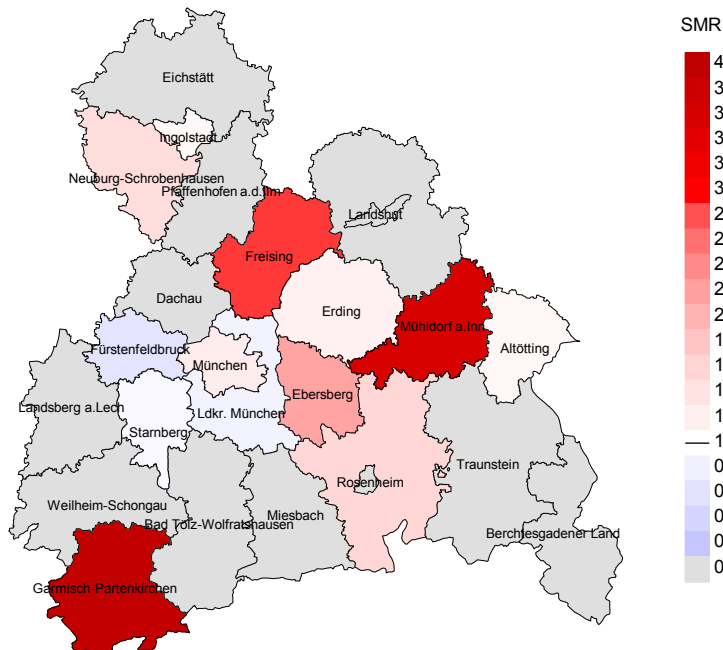 SMR
Eichstätt
Ingolstadt
Neuburg-Schrobenhausen
Pfaffenhofen a.d.Ilm
Landshut
Freising
Dachau
Erding
Mühldorf a.Inn
Altötting
Fürstenfeldbruck
München
Ebersberg
Landsberg a.Lech
Ldkr. München
Starnberg
Traunstein
Rosenheim
Weilheim-Schongau
Miesbach
Bad Tölz-Wolfratshausen
Berchtesgadener Land
Garmisch-Partenkirchen
4
3
3
3
3
3
2
2
2
2
2
1
1
1
1
1
0
0
0
0
0